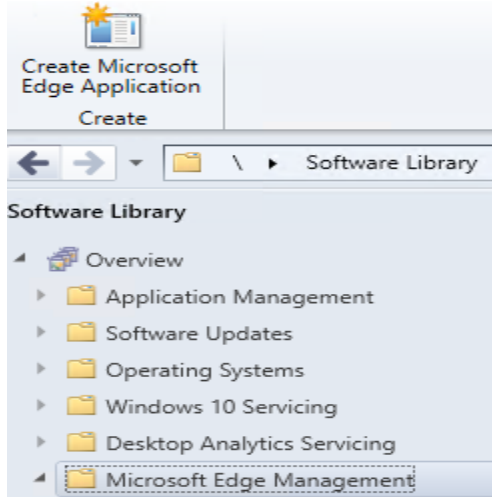 Create Microsoft
Edge Application
Create
\ Software Library
Software Library
Overview
Application Management
Software Updates
Operating Systems
Windows 10 Servicing
Desktop Analytics Servicing
Microsoft Edge Management